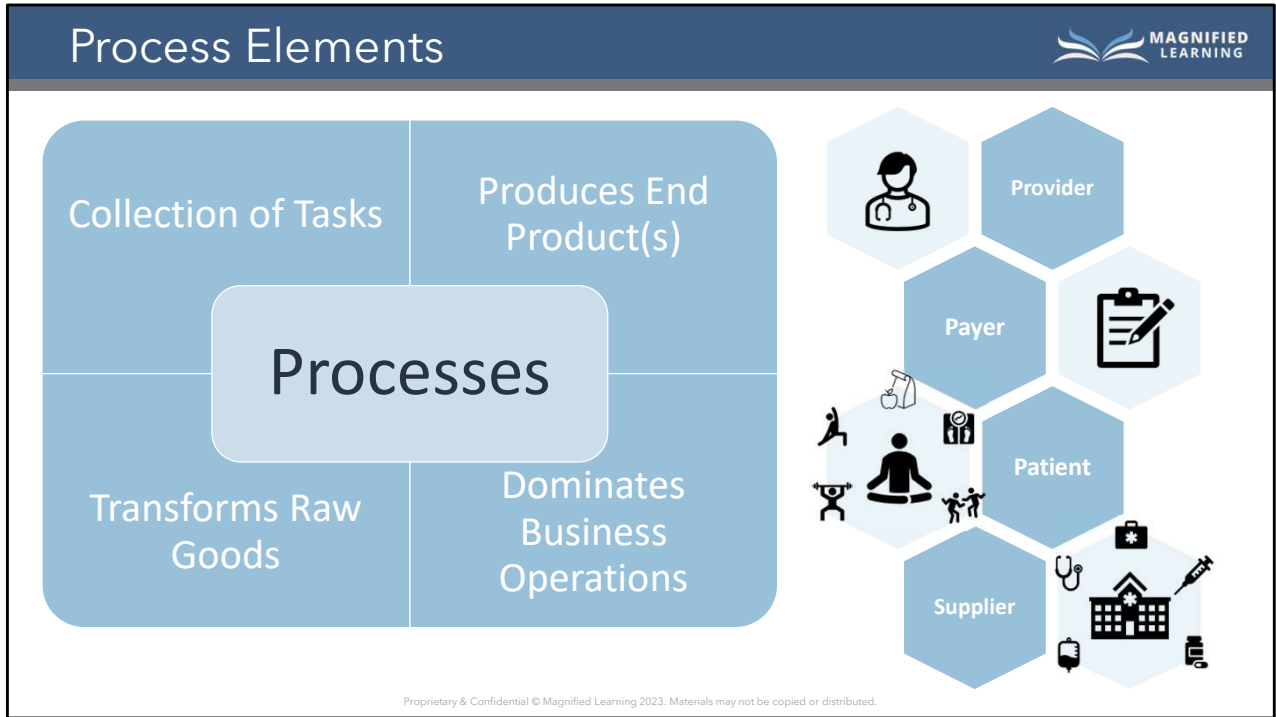 Process Elements
MAGNIFIED
LEARNING
Collection of Tasks
Produces End
Product(s)
Processes
Transforms Raw
Goods
Dominates
Business
Operations
Provider
Payer
Patient
Supplier
Proprietary & Confidential © Magnified Learning 2023. Materials may not be copied or distributed.